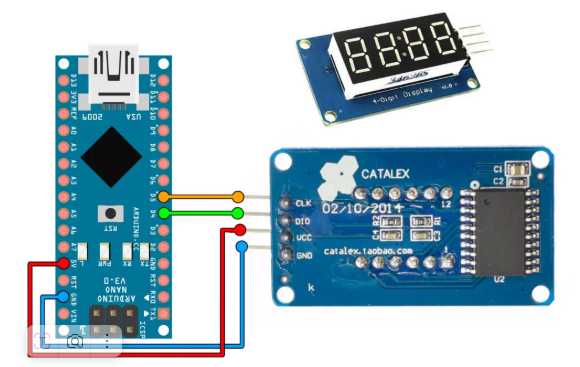 D13
3V3
REF
A0
A1
A2
A3
A4
A5
A6
A7
5V
RST
GND
VIN
2009 USA
RST
ARDUINO.CC
L PWR RX TX
ARDUINO
NANO
V3.0
ICSP
1
D12
D11
D10
D9
D8
D7
D6
D5
D4
D3
D2
GND
RST
RX0
TX1
4-Digit Display
CATALEX
02/10/2014
CLK
DIO
VCC
GND
catalex.taobao.com
R2
R1
C4
C3
L2
C1
C2
U2
k